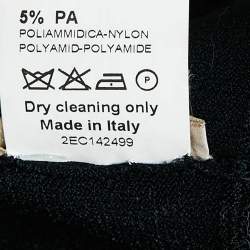 5% PA
POLIAMMIDICA-NYLON
POLYAMID-POLYAMIDE
P
Dry cleaning only
Made in Italy
2EC142499